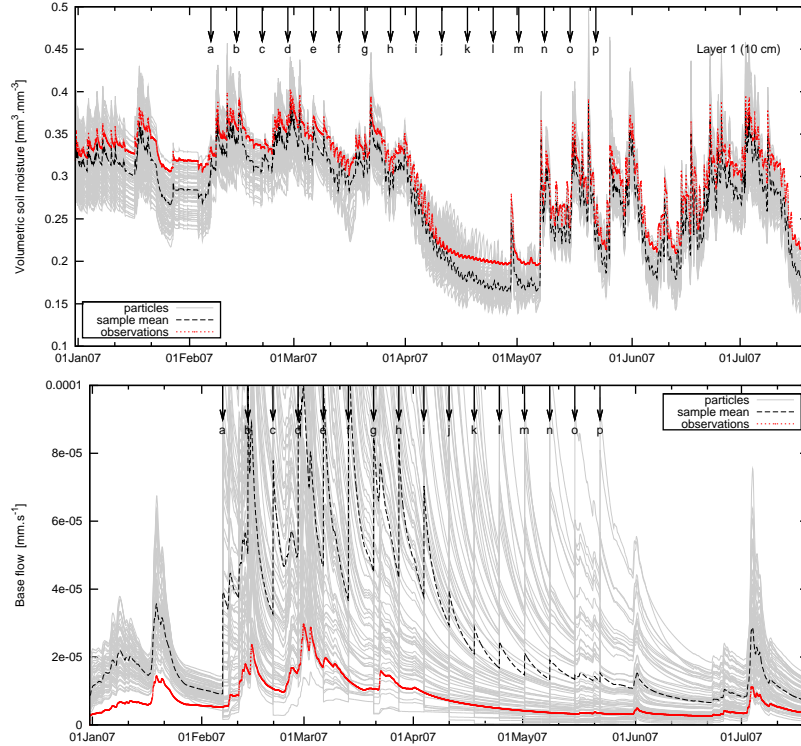 0.5
a b c d e f g h i j k l m n o p
Layer 1 (10 cm)
0.45
0.4
0.35
0.3
0.25
0.2
0.15
0.1
Volumetric soil moisture [mm³.mm⁻³]
particles
sample mean
observations
01Jan07 01Feb07 01Mar07 01Apr07 01May07 01Jun07 01Jul07
0.0001
particles
sample mean
observations
a b c d e f g h i j k l m n o p
8e-05
6e-05
4e-05
2e-05
0
Base flow [mm.s⁻¹]
01Jan07 01Feb07 01Mar07 01Apr07 01May07 01Jun07 01Jul07